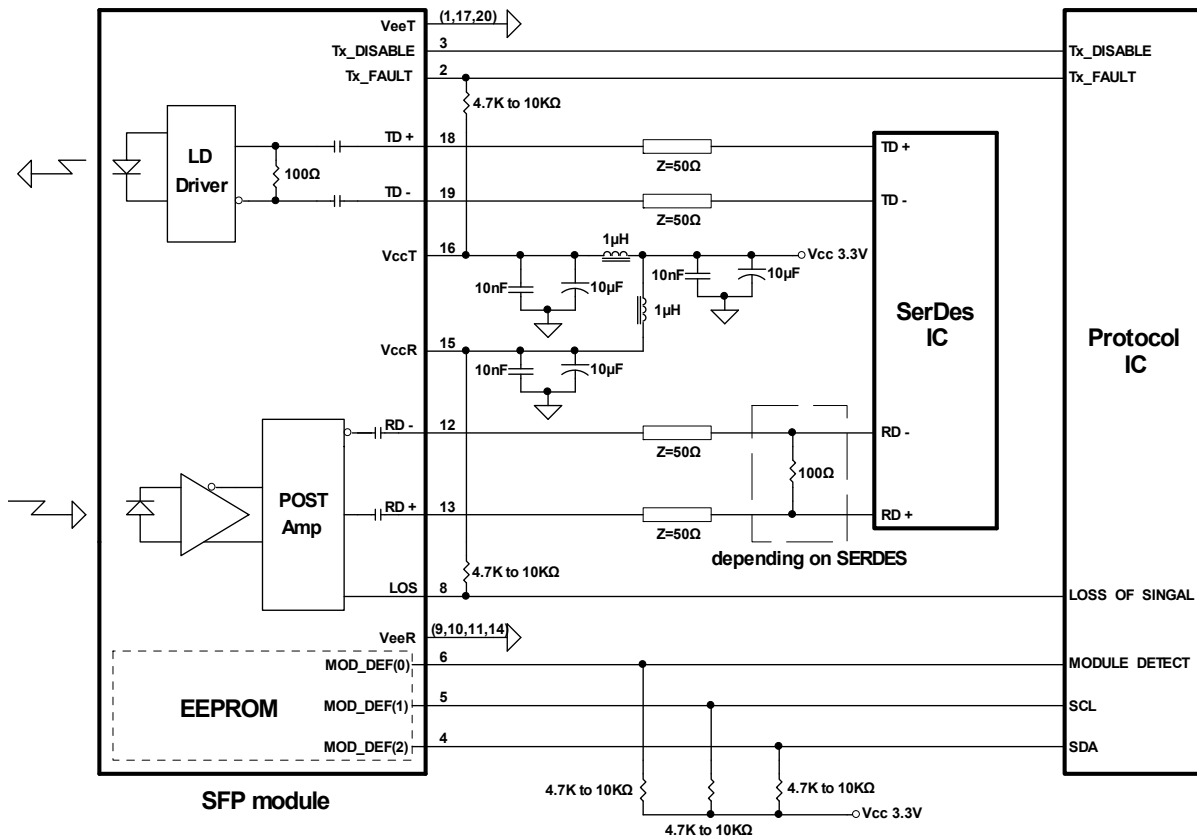 VeeT (1,17,20)
Tx_DISABLE 3 Tx_DISABLE
Tx_FAULT 2 Tx_FAULT
4.7K to 10KΩ
LD
Driver
100Ω
TD + 18 Z=50Ω TD +
TD - 19 Z=50Ω TD -
1µH
VccT 16 Vcc 3.3V
10nF 10µF 10nF 10µF
1µH
SerDes
IC
Protocol
IC
VccR 15
10nF 10µF
RD - 12 Z=50Ω RD -
100Ω
POST
Amp
RD + 13 Z=50Ω RD +
depending on SERDES
4.7K to 10KΩ
LOS 8 LOSS OF SINGAL
VeeR (9,10,11,14)
MOD_DEF(0) 6 MODULE DETECT
EEPROM
MOD_DEF(1) 5 SCL
MOD_DEF(2) 4 SDA
4.7K to 10KΩ 4.7K to 10KΩ
SFP module
Vcc 3.3V
4.7K to 10KΩ